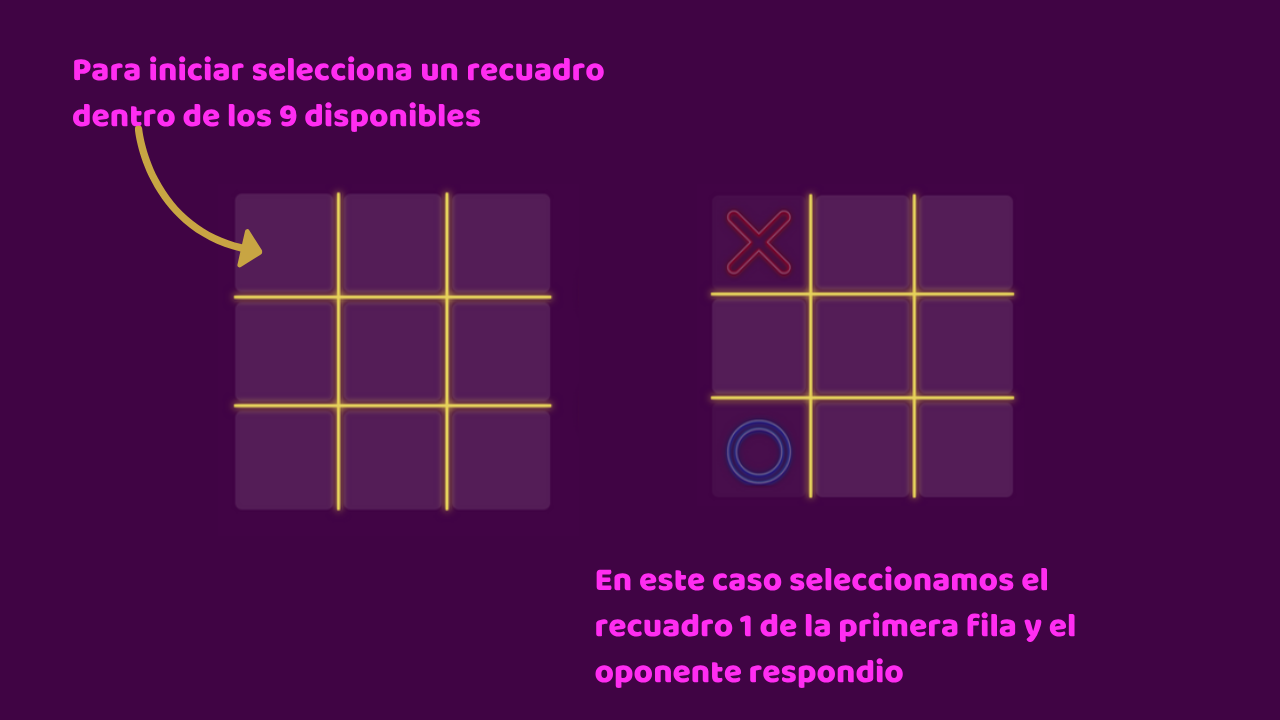 Para iniciar selecciona un recuadro
dentro de los 9 disponibles
En este caso seleccionamos el
recuadro 1 de la primera fila y el
oponente respondio